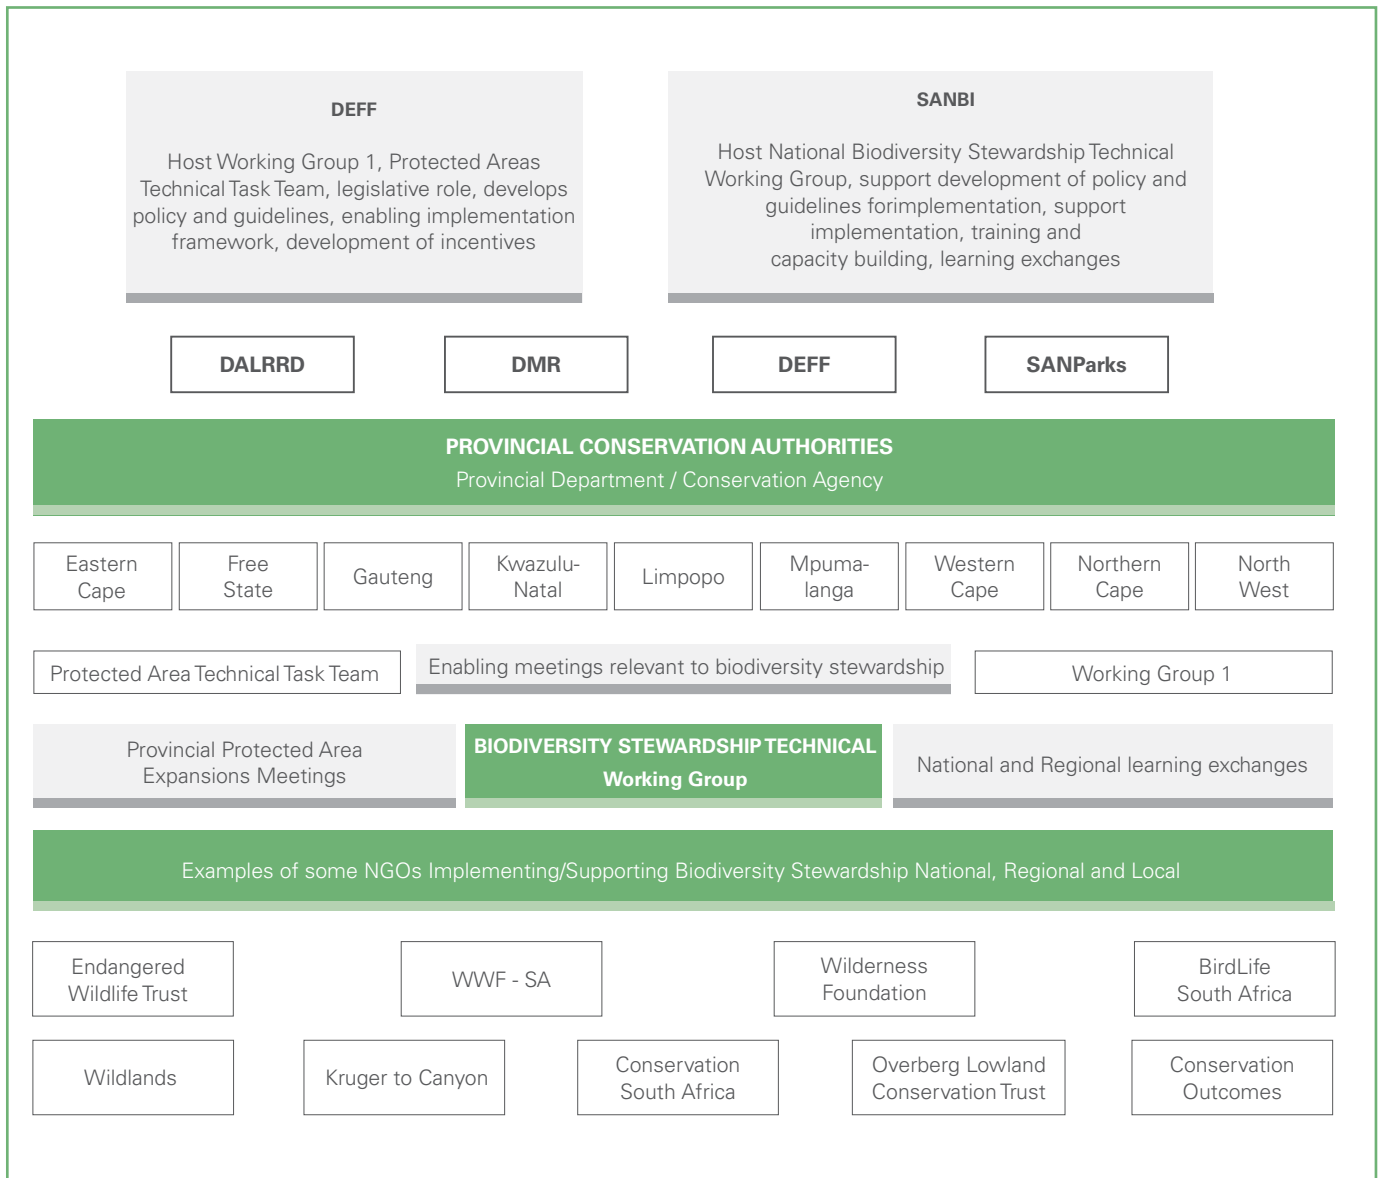 DEFF
Host Working Group 1, Protected Areas
Technical Task Team, legislative role, develops
policy and guidelines, enabling implementation
framework, development of incentives
SANBI
Host National Biodiversity Stewardship Technical
Working Group, support development of policy and
guidelines forimplementation, support
implementation, training and
capacity building, learning exchanges
DALRRD
DMR
DEFF
SANParks
PROVINCIAL CONSERVATION AUTHORITIES
Provincial Department / Conservation Agency
Eastern
Cape
Free
State
Gauteng
Kwazulu-
Natal
Limpopo
Mpuma-
langa
Western
Cape
Northern
Cape
North
West
Protected Area Technical Task Team
Enabling meetings relevant to biodiversity stewardship
Working Group 1
Provincial Protected Area
Expansions Meetings
BIODIVERSITY STEWARDSHIP TECHNICAL
Working Group
National and Regional learning exchanges
Examples of some NGOs Implementing/Supporting Biodiversity Stewardship National, Regional and Local
Endangered
Wildlife Trust
WWF - SA
Wilderness
Foundation
BirdLife
South Africa
Wildlands
Kruger to Canyon
Conservation
South Africa
Overberg Lowland
Conservation Trust
Conservation
Outcomes